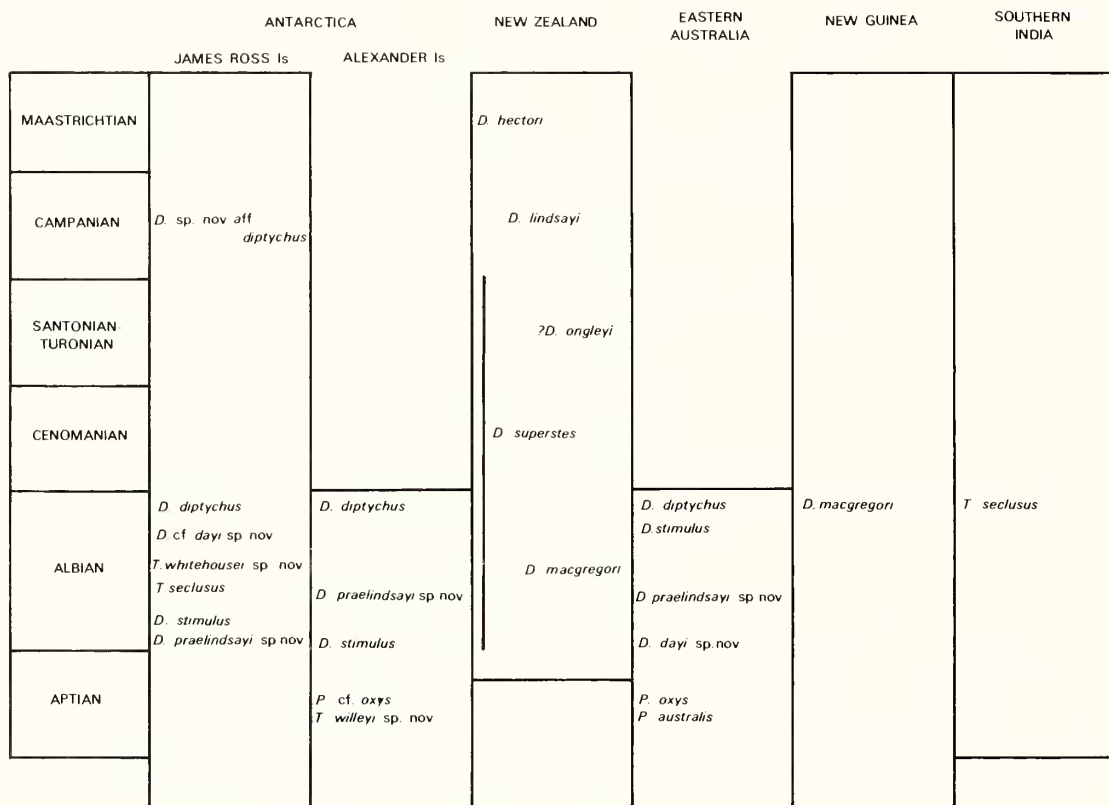 ANTARCTICA
NEW ZEALAND
EASTERN
AUSTRALIA
NEW GUINEA
SOUTHERN
INDIA
JAMES ROSS Is
ALEXANDER Is
MAASTRICHTIAN
D. hectori
CAMPANIAN
D. sp. nov aff
diptychus
D. lindsayi
SANTONIAN-
TURONIAN
?D. ongleyi
CENOMANIAN
D superstes
ALBIAN
D. diptychus
D. cf dayi sp nov
T. whitehousei sp nov
T seclusus
D. stimulus
D. praelindsayi sp nov
D. diptychus
D praelindsayi sp nov
D. stimulus
D macgregori
D. diptychus
D. stimulus
D praelindsayi sp nov
D. dayi sp. nov
D. macgregori
T seclusus
APTIAN
P cf. oxys
T willeyi sp. nov
P. oxys
P australis